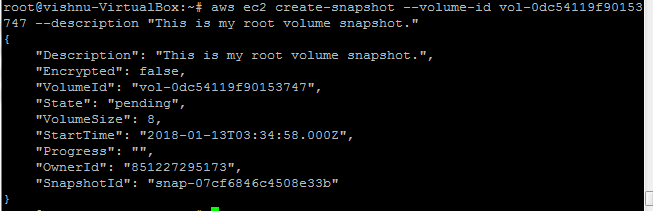 root@vishnu-VirtualBox:~# aws ec2 create-snapshot --volume-id vol-0dc54119f90153
747 --description "This is my root volume snapshot."
{
    "Description": "This is my root volume snapshot.",
    "Encrypted": false,
    "VolumeId": "vol-0dc54119f90153747",
    "State": "pending",
    "VolumeSize": 8,
    "StartTime": "2018-01-13T03:34:58.000Z",
    "Progress": "",
    "OwnerId": "851227295173",
    "SnapshotId": "snap-07cf6846c4508e33b"
}